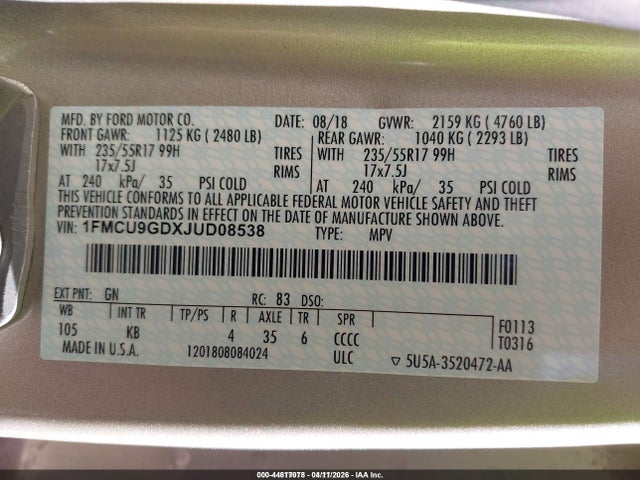 MFD. BY FORD MOTOR CO. DATE: 08/18 GVWR: 2159 KG ( 4760 LB)
FRONT GAWR: 1125 KG ( 2480 LB) REAR GAWR: 1040 KG ( 2293 LB)
WITH 235/55R17 99H TIRES WITH 235/55R17 99H TIRES
17x7.5J RIMS 17x7.5J RIMS
AT 240 kPa/ 35 PSI COLD AT 240 kPa/ 35 PSI COLD
THIS VEHICLE CONFORMS TO ALL APPLICABLE FEDERAL MOTOR VEHICLE SAFETY AND THEFT
PREVENTION STANDARDS IN EFFECT ON THE DATE OF MANUFACTURE SHOWN ABOVE.
VIN: 1FMCU9GDXJUD08538 TYPE: MPV
EXT PNT: GN RC: 83 DSO:
WB INT TR TP/PS R AXLE TR SPR F0113
105 KB 4 35 6 CCCC T0316
MADE IN U.S.A. 1201808084024 ULC ▽ 5U5A-3520472-AA
000-44817078 - 04/11/2026 - IAA Inc.